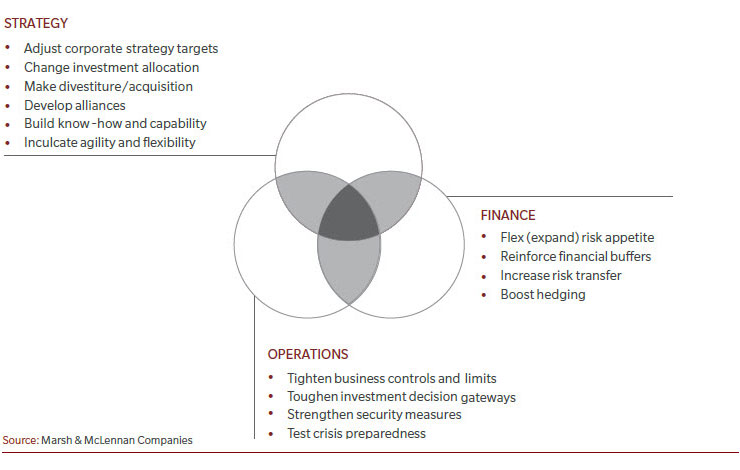 STRATEGY
• Adjust corporate strategy targets
• Change investment allocation
• Make divestiture/acquisition
• Develop alliances
• Build know-how and capability
• Inculcate agility and flexibility
FINANCE
• Flex (expand) risk appetite
• Reinforce financial buffers
• Increase risk transfer
• Boost hedging
OPERATIONS
• Tighten business controls and limits
• Toughen investment decision gateways
• Strengthen security measures
• Test crisis preparedness
Source: Marsh & McLennan Companies